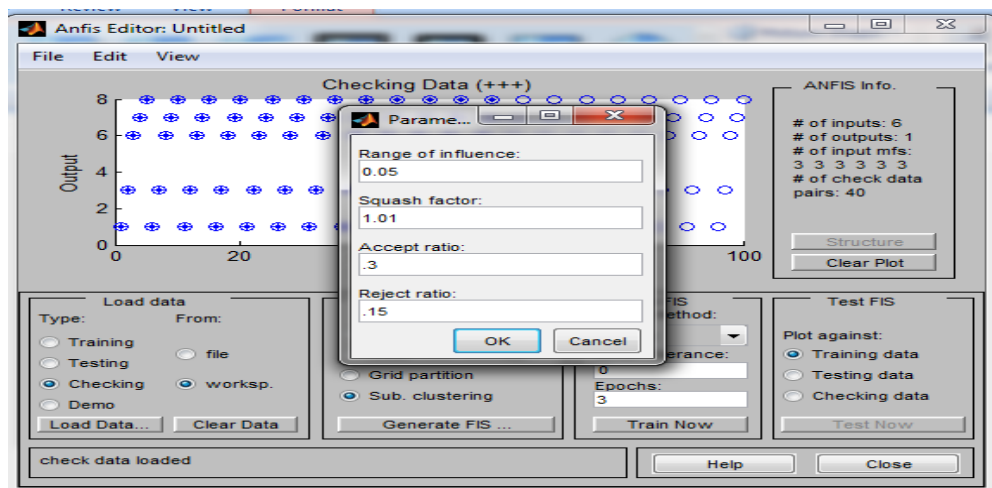 Anfis Editor: Untitled
File Edit View
Checking Data (+++)
8
6
4
2
0
Output
0
20
100
ANFIS Info.
# of inputs: 6
# of outputs: 1
# of input mfs:
3 3 3 3 3 3
# of check data
pairs: 40
Structure
Clear Plot
Parame...
Range of influence:
0.05
Squash factor:
1.01
Accept ratio:
.3
Reject ratio:
.15
OK Cancel
Load data
Type: From:
Training
Testing
Checking
Demo
file
worksp.
Load Data... Clear Data
Grid partition
Sub. clustering
Generate FIS ...
FIS
0
Epochs:
3
Train Now
Test FIS
Plot against:
Training data
Testing data
Checking data
Test Now
check data loaded
Help Close